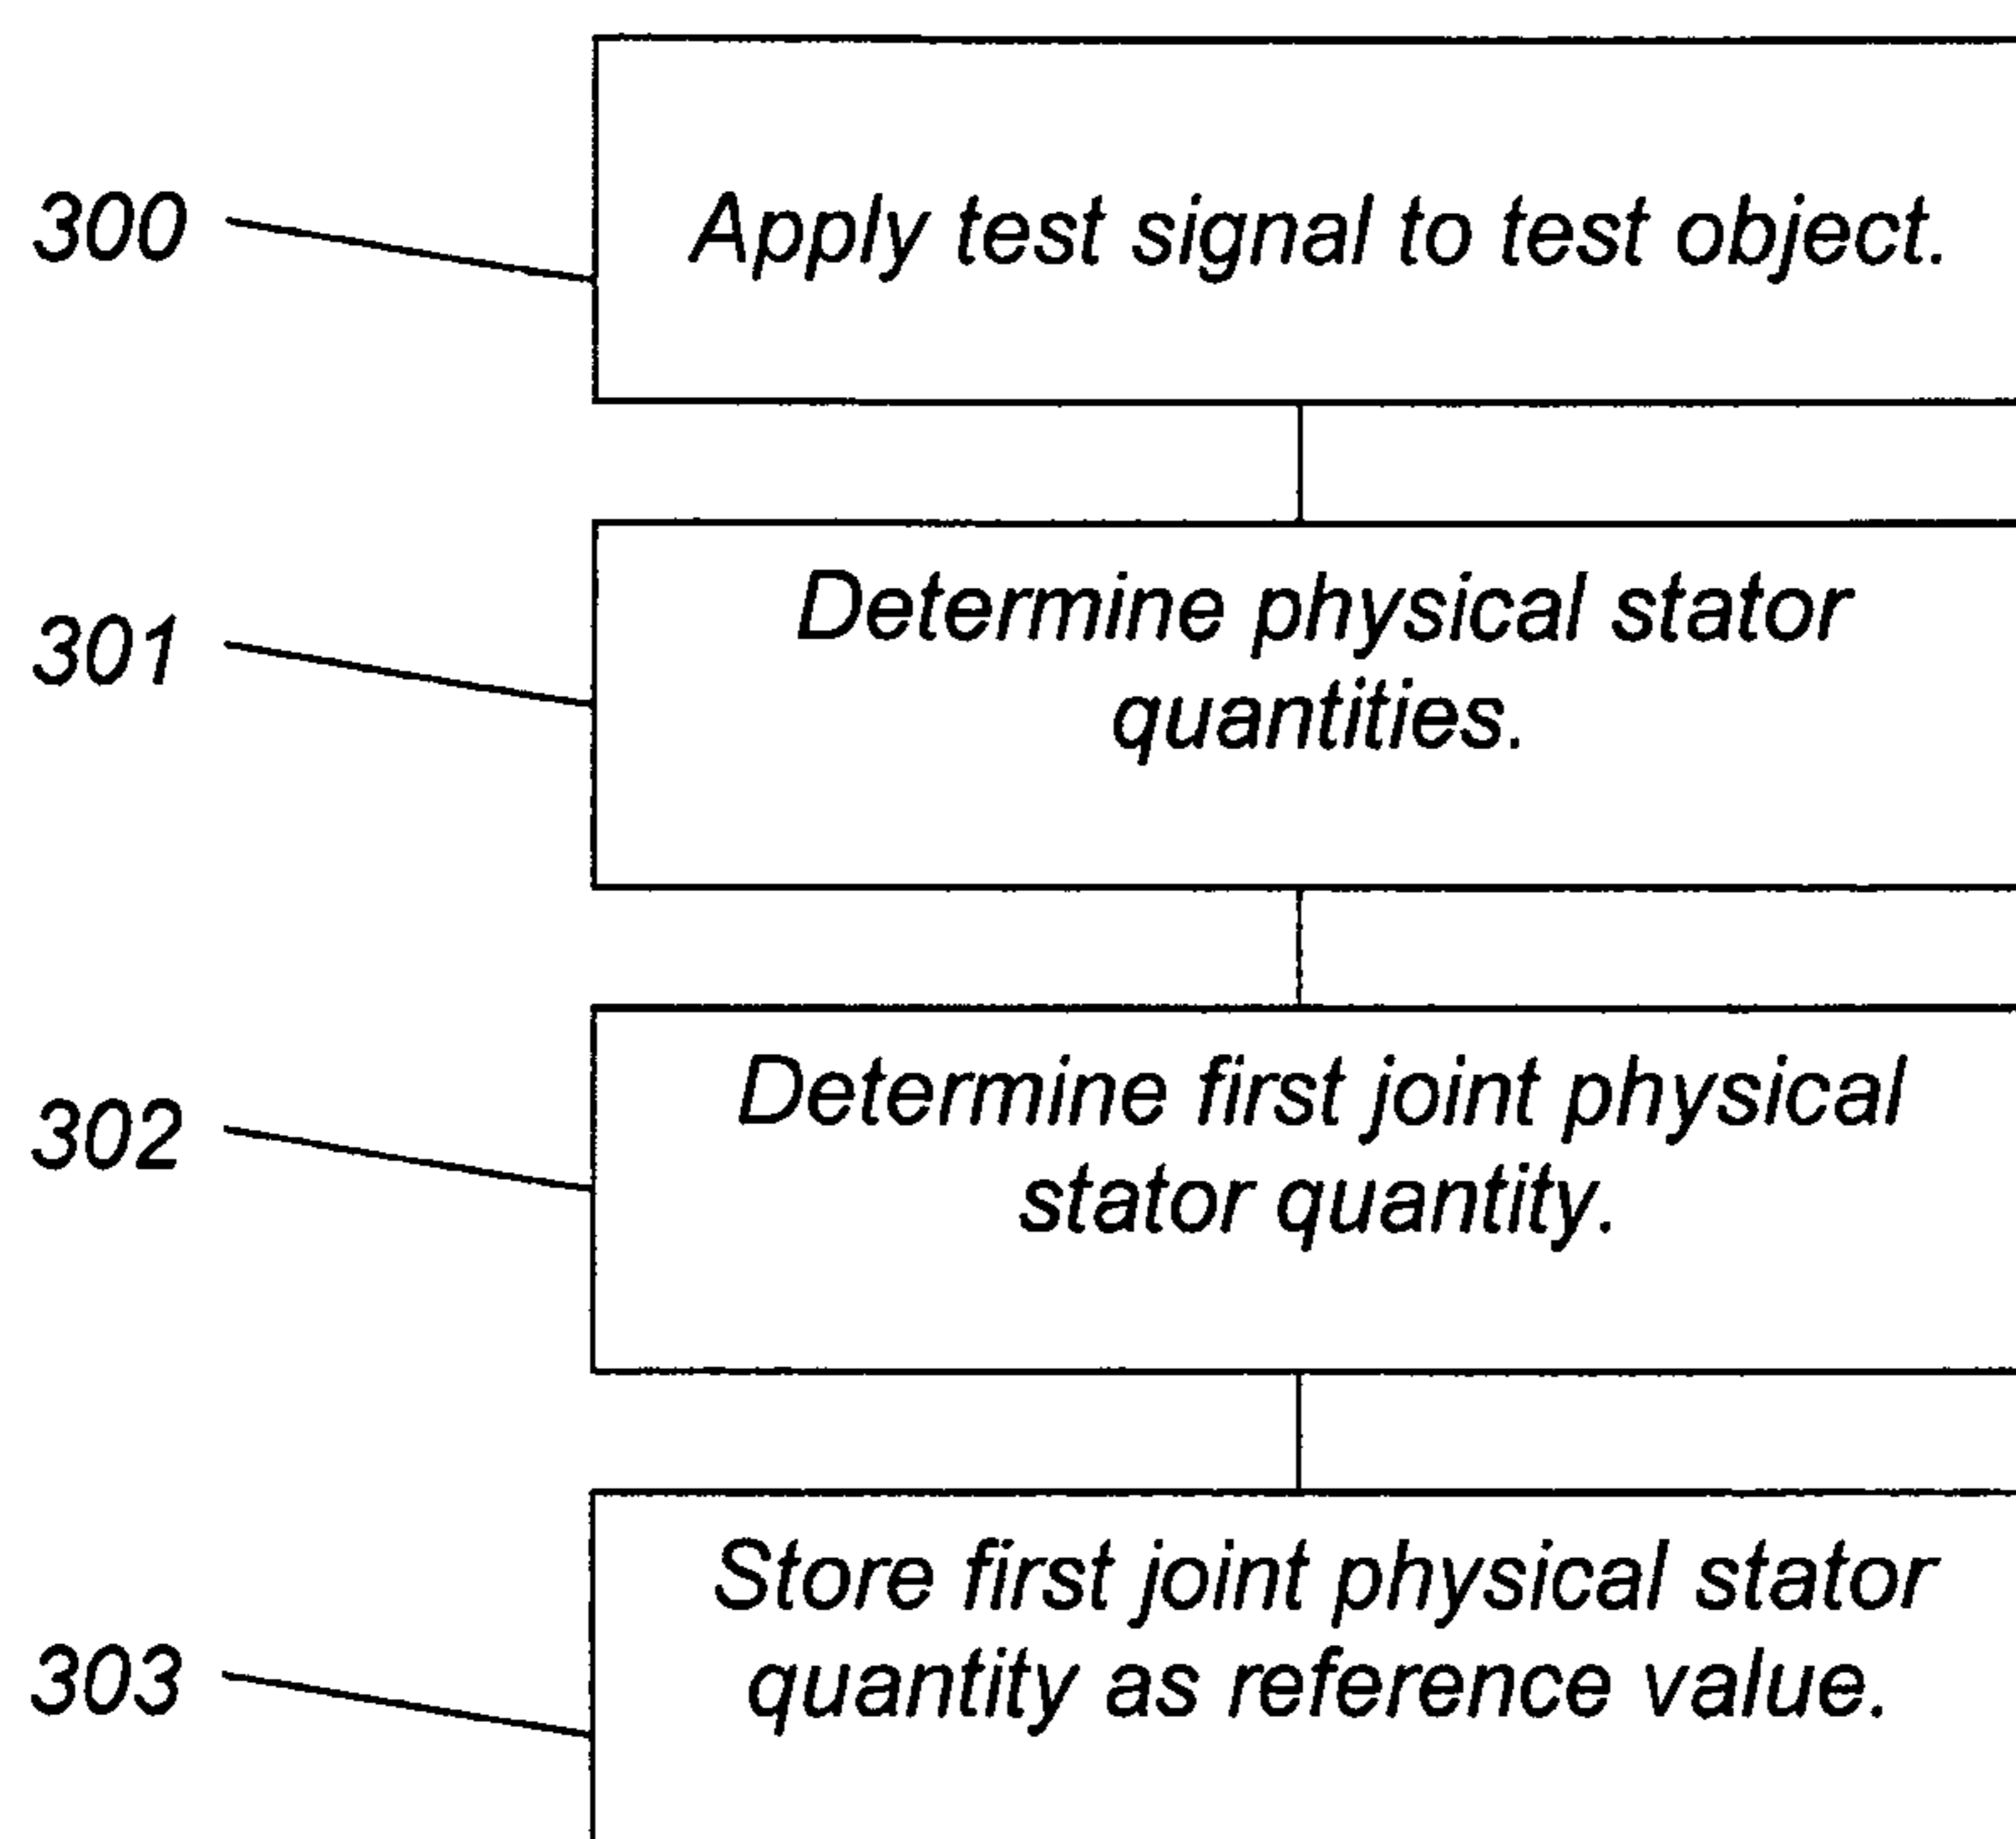 300
Apply test signal to test object.
301
Determine physical stator
quantities.
302
Determine first joint physical
stator quantity.
303
Store first joint physical stator
quantity as reference value.